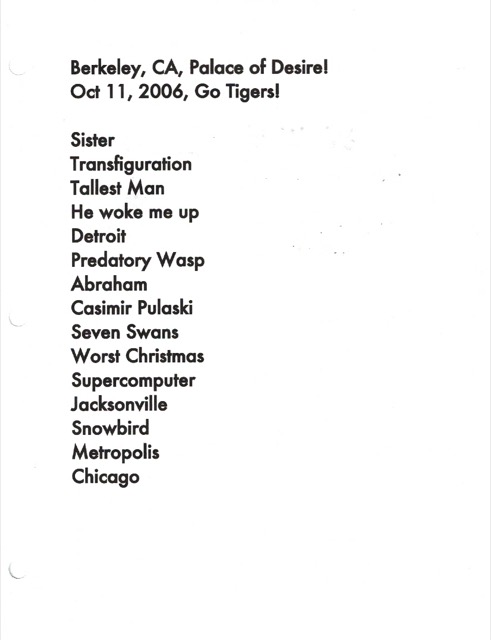 Berkeley, CA, Palace of Desire!
Oct 11, 2006, Go Tigers!
Sister
Transfiguration
Tallest Man
He woke me up
Detroit
Predatory Wasp
Abraham
Casimir Pulaski
Seven Swans
Worst Christmas
Supercomputer
Jacksonville
Snowbird
Metropolis
Chicago